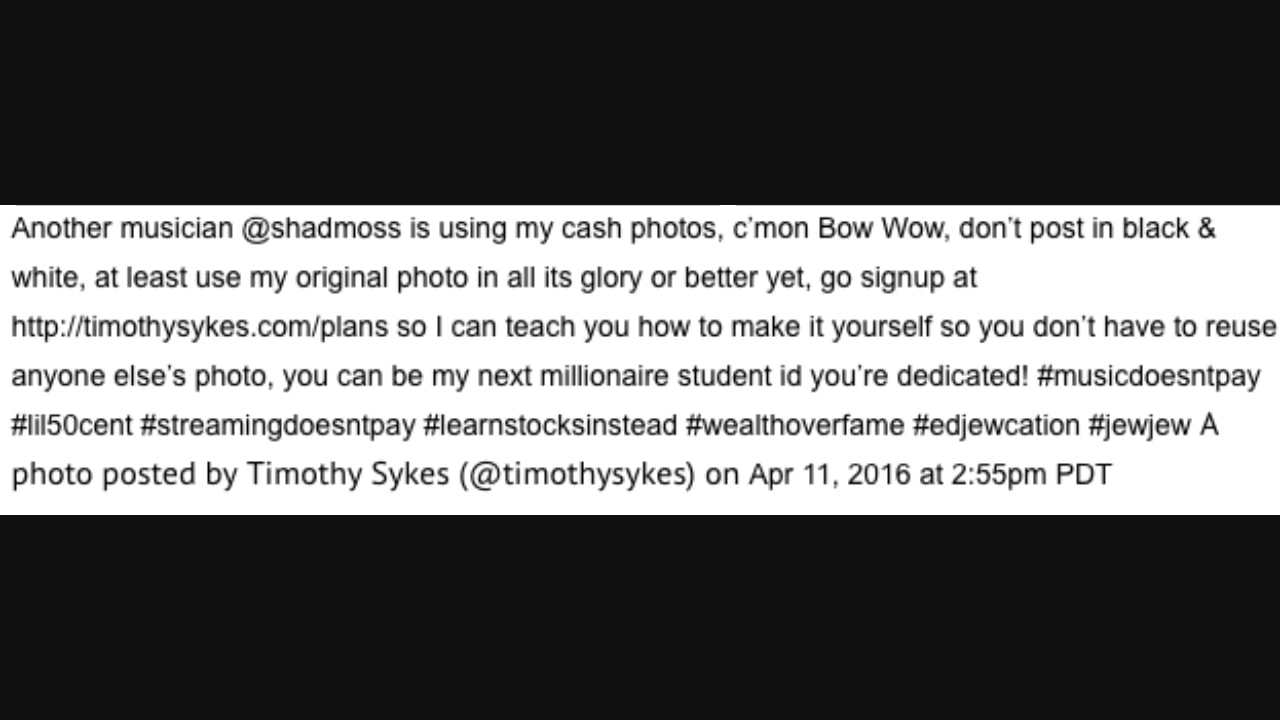 Another musician @shadmoss is using my cash photos, c’mon Bow Wow, don’t post in black &
white, at least use my original photo in all its glory or better yet, go signup at
http://timothysykes.com/plans so I can teach you how to make it yourself so you don’t have to reuse
anyone else’s photo, you can be my next millionaire student id you’re dedicated! #musicdoesntpay
#lil50cent #streamingdoesntpay #learnstocksinstead #wealthoverfame #edjewcation #jewjew A
photo posted by Timothy Sykes (@timothysykes) on Apr 11, 2016 at 2:55pm PDT